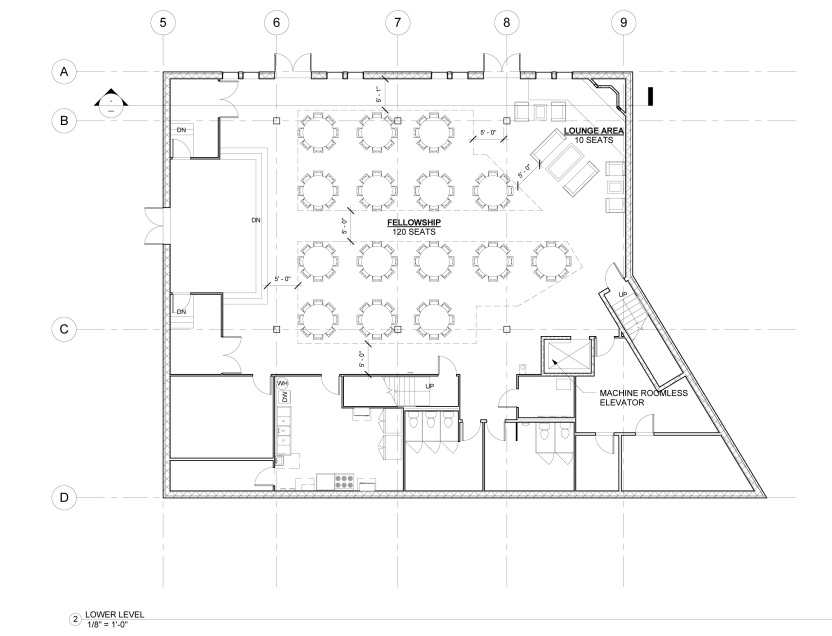 5
6
7
8
9
A
B
C
D
5' - 1"
DN
5' - 0"
LOUNGE AREA
10 SEATS
5' - 0"
DN
FELLOWSHIP
120 SEATS
5' - 0"
5' - 0"
UP
DN
5' - 0"
WH
DW
UP
MACHINE ROOMLESS
ELEVATOR
2
LOWER LEVEL
1/8" = 1'-0"